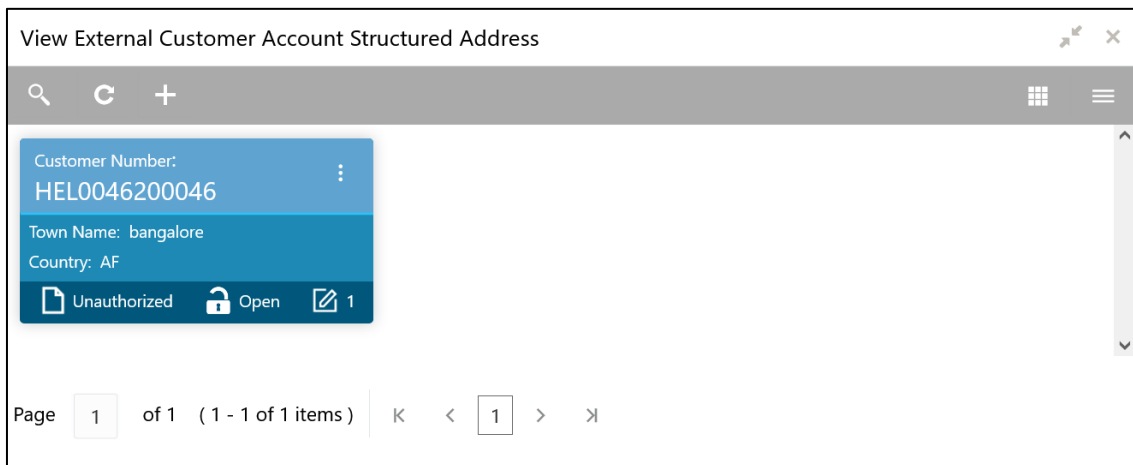 View External Customer Account Structured Address
Customer Number:
HEL0046200046
Town Name: bangalore
Country: AF
Unauthorized Open 1
Page 1 of 1 ( 1 - 1 of 1 items ) 1